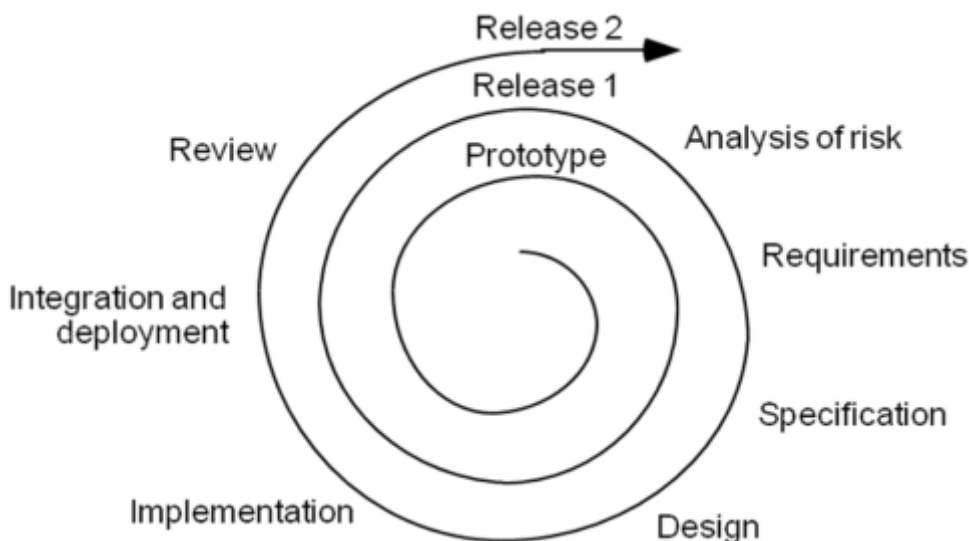 Release 2
Release 1
Prototype
Analysis of risk
Requirements
Specification
Design
Implementation
Integration and
deployment
Review